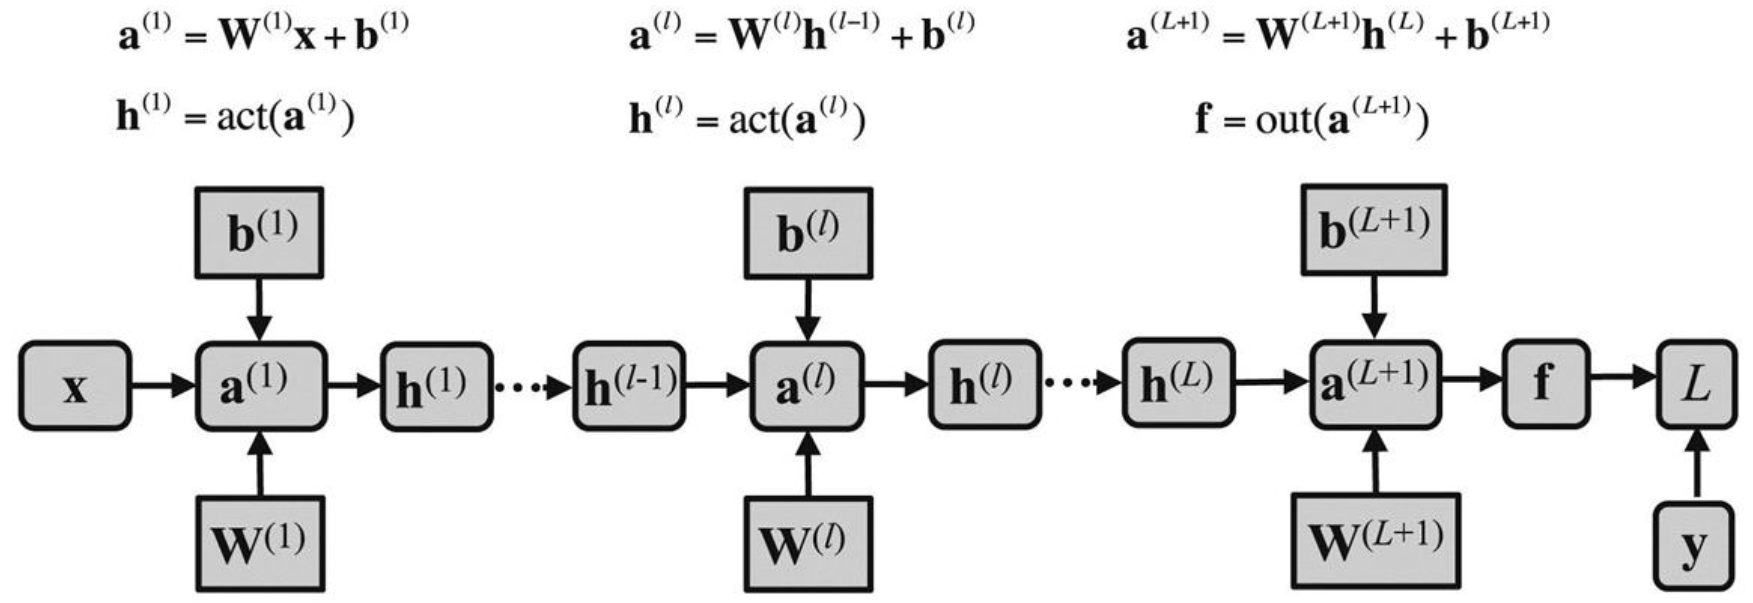 a^(1) = W^(1)x + b^(1) a^(l) = W^(l)h^(l−1) + b^(l) a^(L+1) = W^(L+1)h^(L) + b^(L+1)
h^(1) = act(a^(1)) h^(l) = act(a^(l)) f = out(a^(L+1))
b^(1) b^(l) b^(L+1)
x a^(1) h^(1) h^(l-1) a^(l) h^(l) h^(L) a^(L+1) f L
W^(1) W^(l) W^(L+1) y